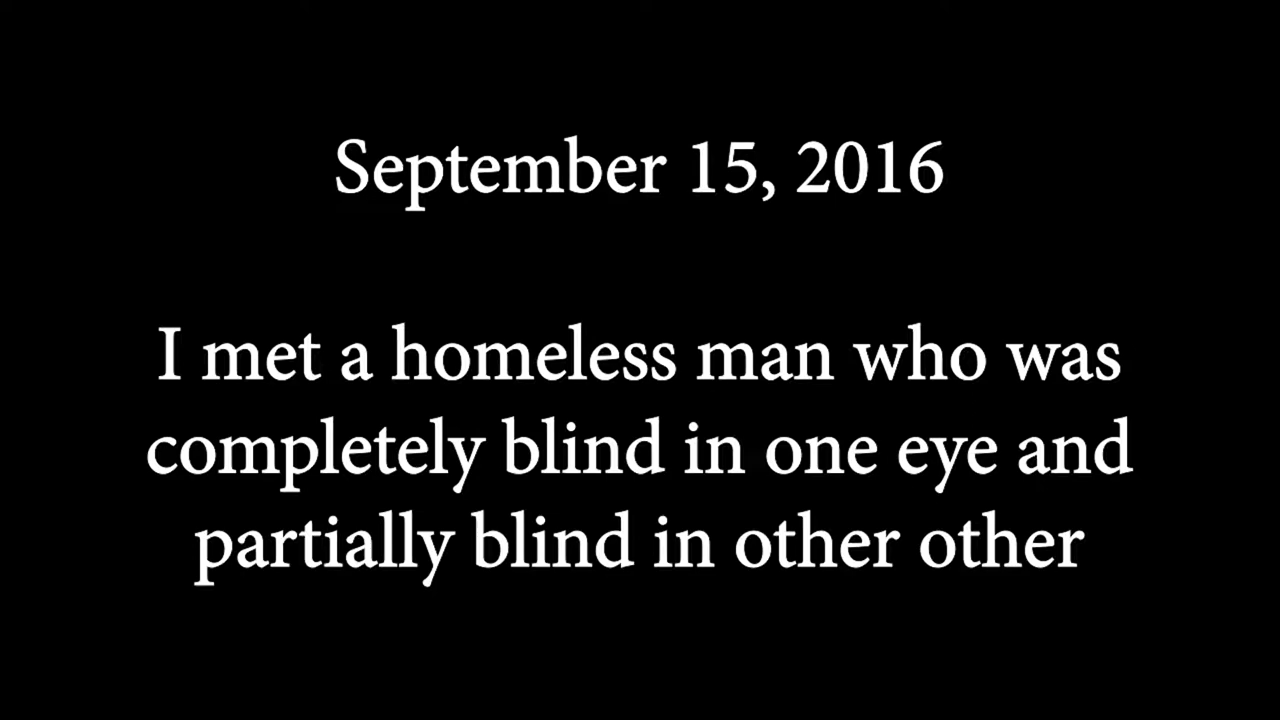 September 15, 2016
I met a homeless man who was
completely blind in one eye and
partially blind in other other